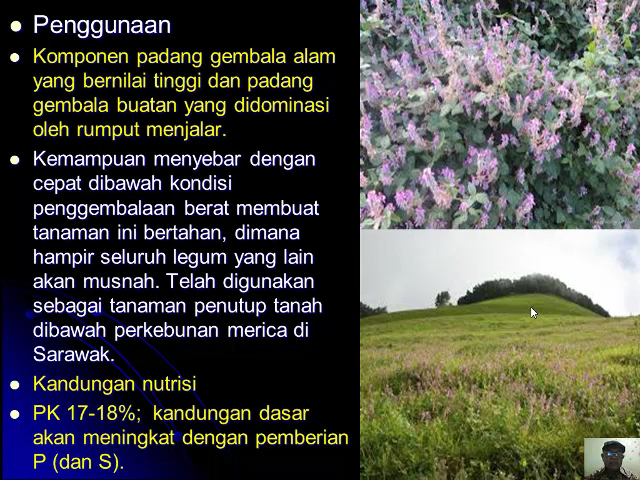 Penggunaan
Komponen padang gembala alam
yang bernilai tinggi dan padang
gembala buatan yang didominasi
oleh rumput menjalar.
Kemampuan menyebar dengan
cepat dibawah kondisi
penggembalaan berat membuat
tanaman ini bertahan, dimana
hampir seluruh legum yang lain
akan musnah. Telah digunakan
sebagai tanaman penutup tanah
dibawah perkebunan merica di
Sarawak.
Kandungan nutrisi
PK 17-18%; kandungan dasar
akan meningkat dengan pemberian
P (dan S).